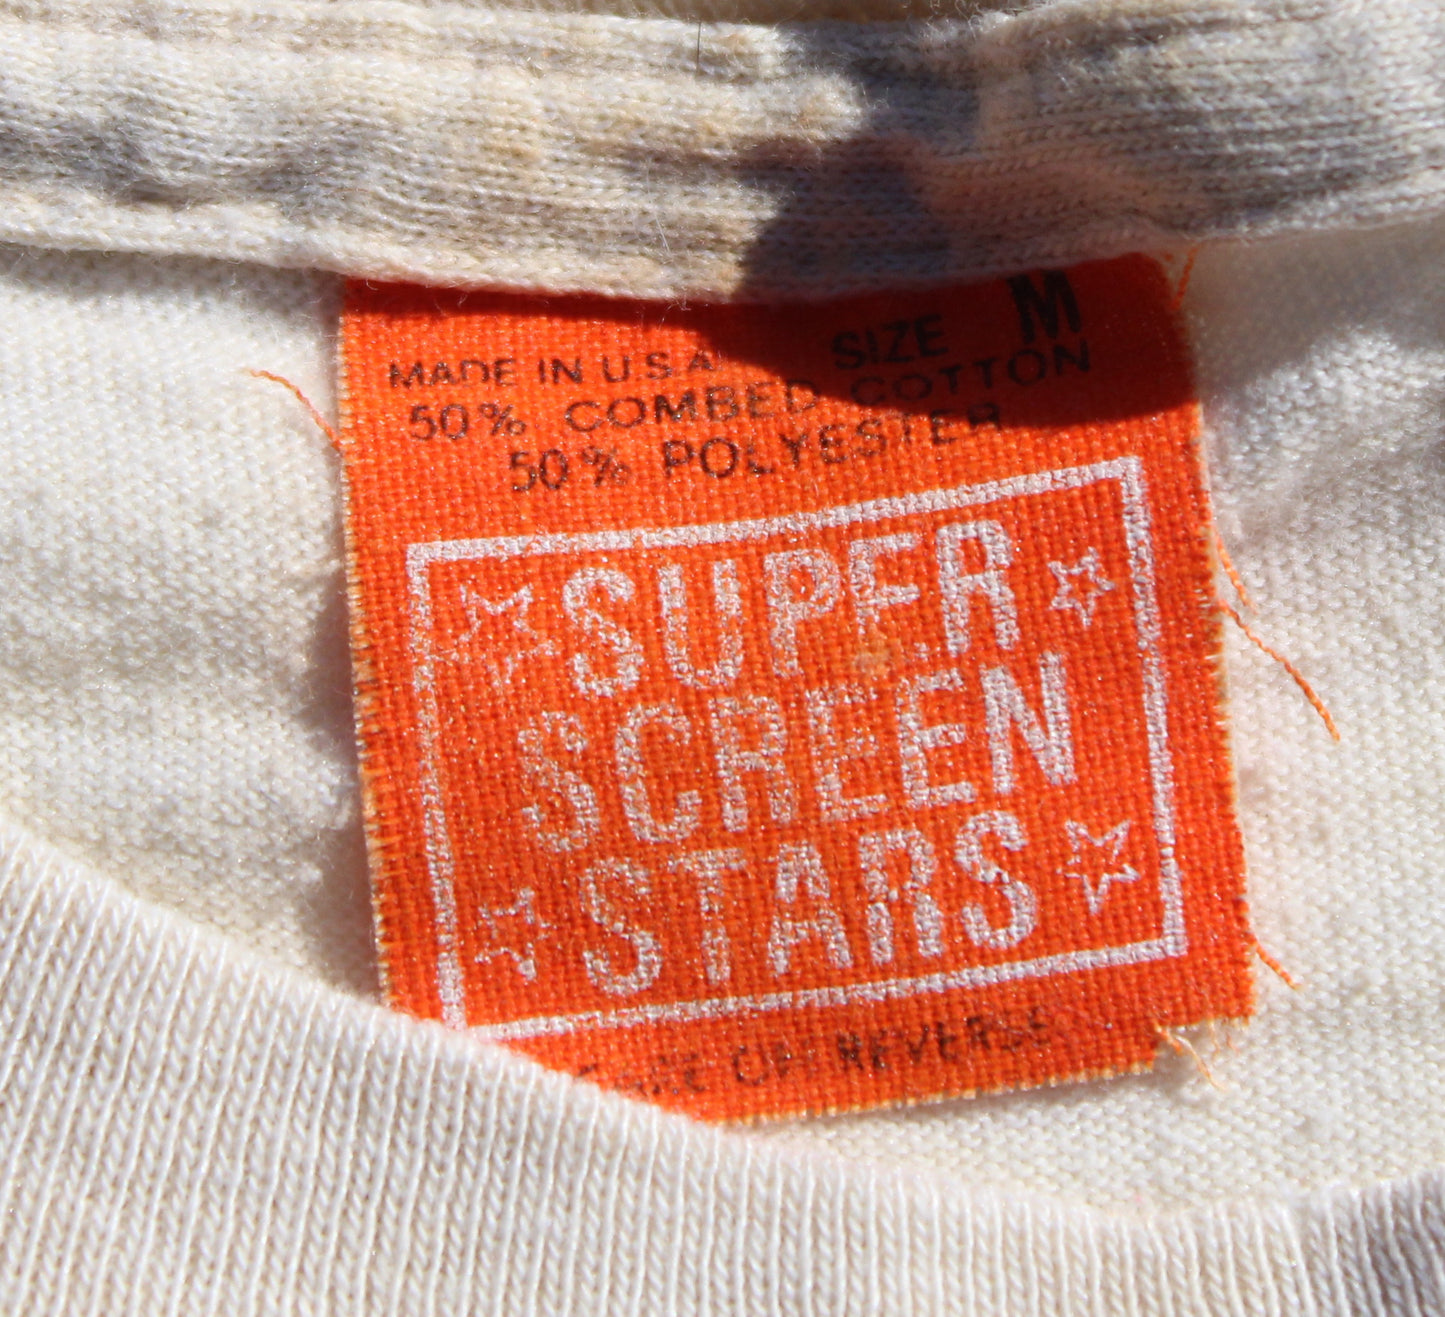 SIZE M
MADE IN U.S.A.
50% COMBED COTTON
50% POLYESTER
SUPER
SCREEN
STARS
CARE ON REVERSE